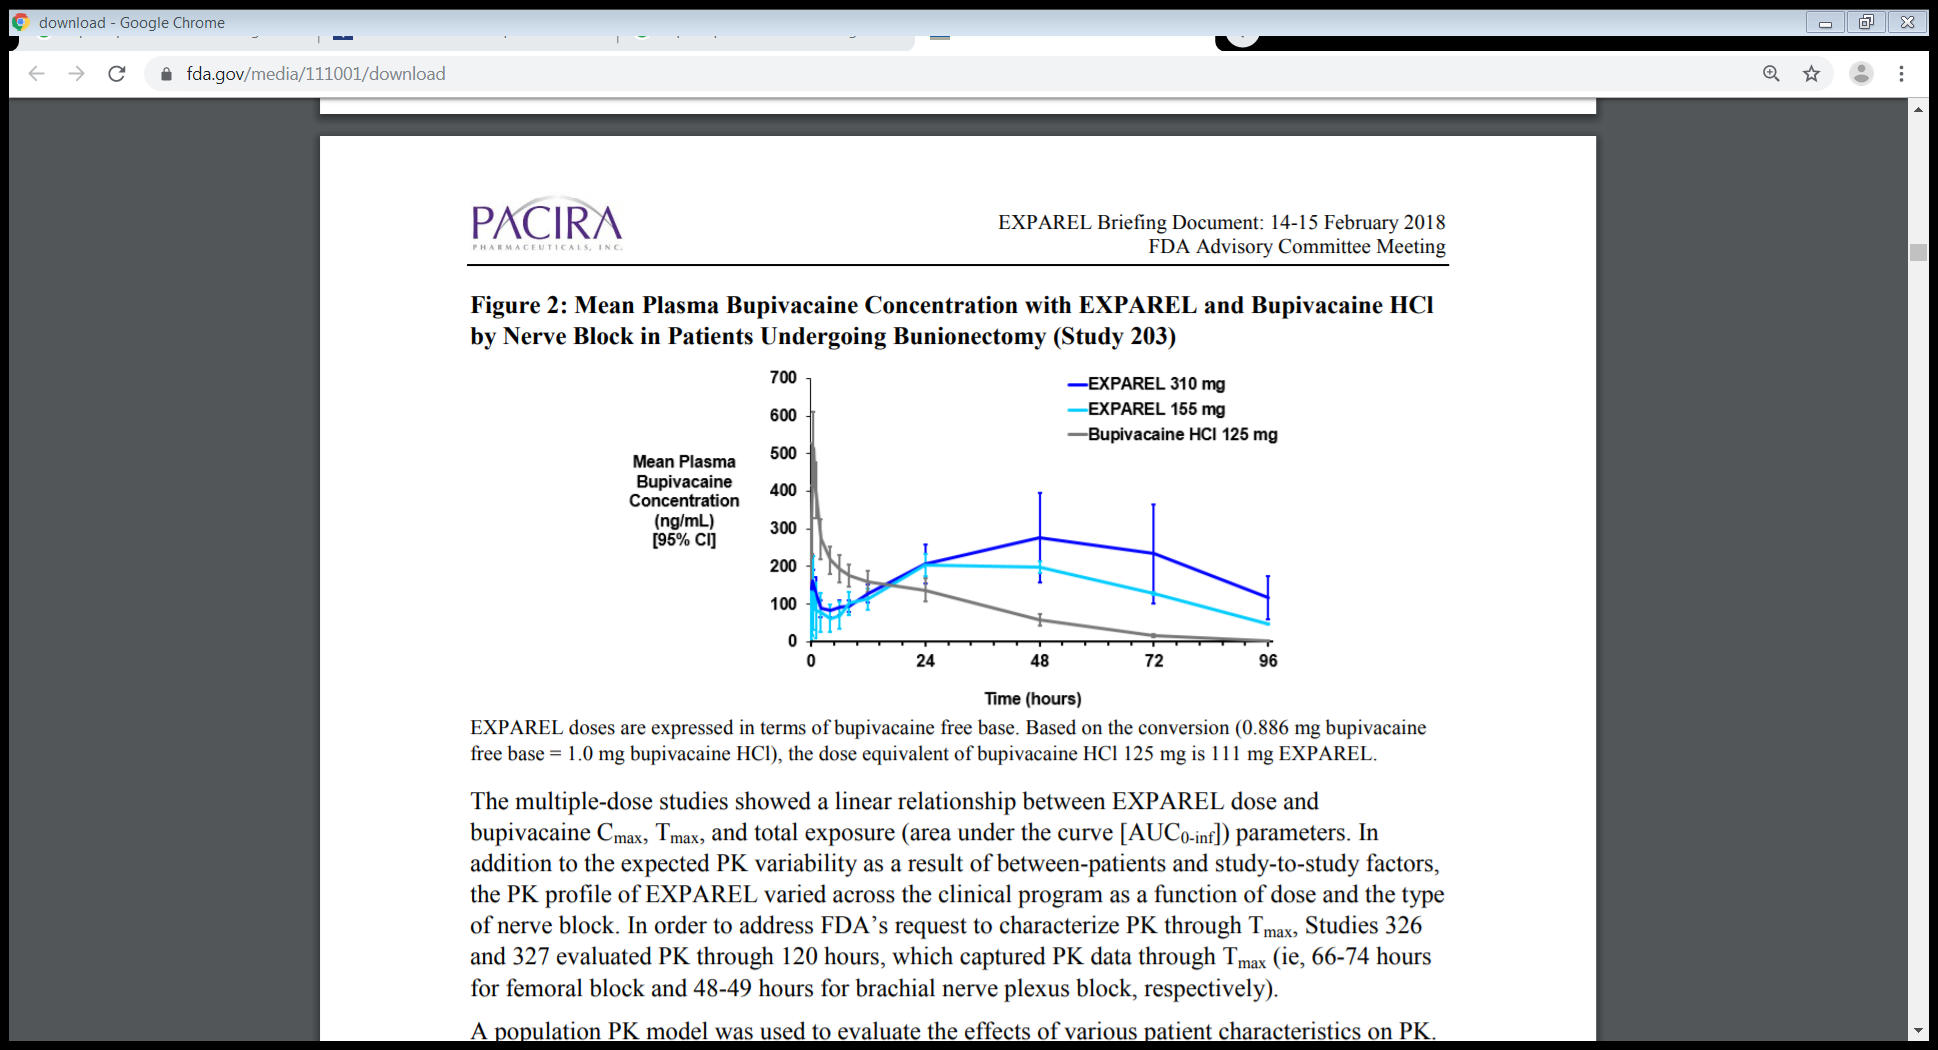 download - Google Chrome
fda.gov/media/111001/download
PACIRA
PHARMACEUTICALS, INC.
EXPAREL Briefing Document: 14-15 February 2018
FDA Advisory Committee Meeting
Figure 2: Mean Plasma Bupivacaine Concentration with EXPAREL and Bupivacaine HCl
by Nerve Block in Patients Undergoing Bunionectomy (Study 203)
Mean Plasma
Bupivacaine
Concentration
(ng/mL)
[95% CI]
700
600
500
400
300
200
100
0
EXPAREL 310 mg
EXPAREL 155 mg
Bupivacaine HCl 125 mg
0 24 48 72 96
Time (hours)
EXPAREL doses are expressed in terms of bupivacaine free base. Based on the conversion (0.886 mg bupivacaine
free base = 1.0 mg bupivacaine HCl), the dose equivalent of bupivacaine HCl 125 mg is 111 mg EXPAREL.
The multiple-dose studies showed a linear relationship between EXPAREL dose and
bupivacaine Cmax, Tmax, and total exposure (area under the curve [AUC0-inf]) parameters. In
addition to the expected PK variability as a result of between-patients and study-to-study factors,
the PK profile of EXPAREL varied across the clinical program as a function of dose and the type
of nerve block. In order to address FDA’s request to characterize PK through Tmax, Studies 326
and 327 evaluated PK through 120 hours, which captured PK data through Tmax (ie, 66-74 hours
for femoral block and 48-49 hours for brachial nerve plexus block, respectively).
A population PK model was used to evaluate the effects of various patient characteristics on PK.